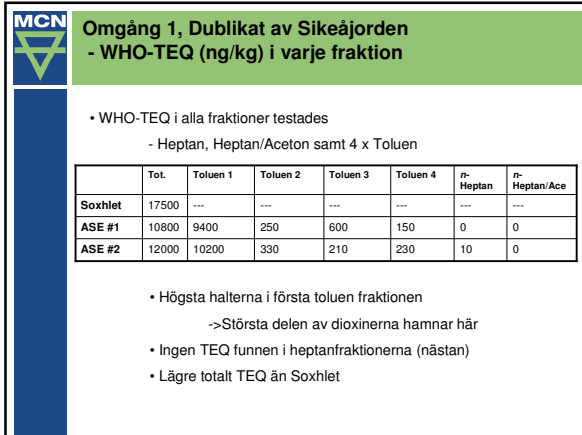 MCN
Omgång 1, Dublikat av Sikeåjorden
- WHO-TEQ (ng/kg) i varje fraktion
• WHO-TEQ i alla fraktioner testades
- Heptan, Heptan/Aceton samt 4 x Toluen
Tot. Toluen 1 Toluen 2 Toluen 3 Toluen 4 n-Heptan n-Heptan/Ace
Soxhlet 17500 --- --- --- --- --- ---
ASE #1 10800 9400 250 600 150 0 0
ASE #2 12000 10200 330 210 230 10 0
• Högsta halterna i första toluen fraktionen
->Största delen av dioxinerna hamnar här
• Ingen TEQ funnen i heptanfraktionerna (nästan)
• Lägre totalt TEQ än Soxhlet